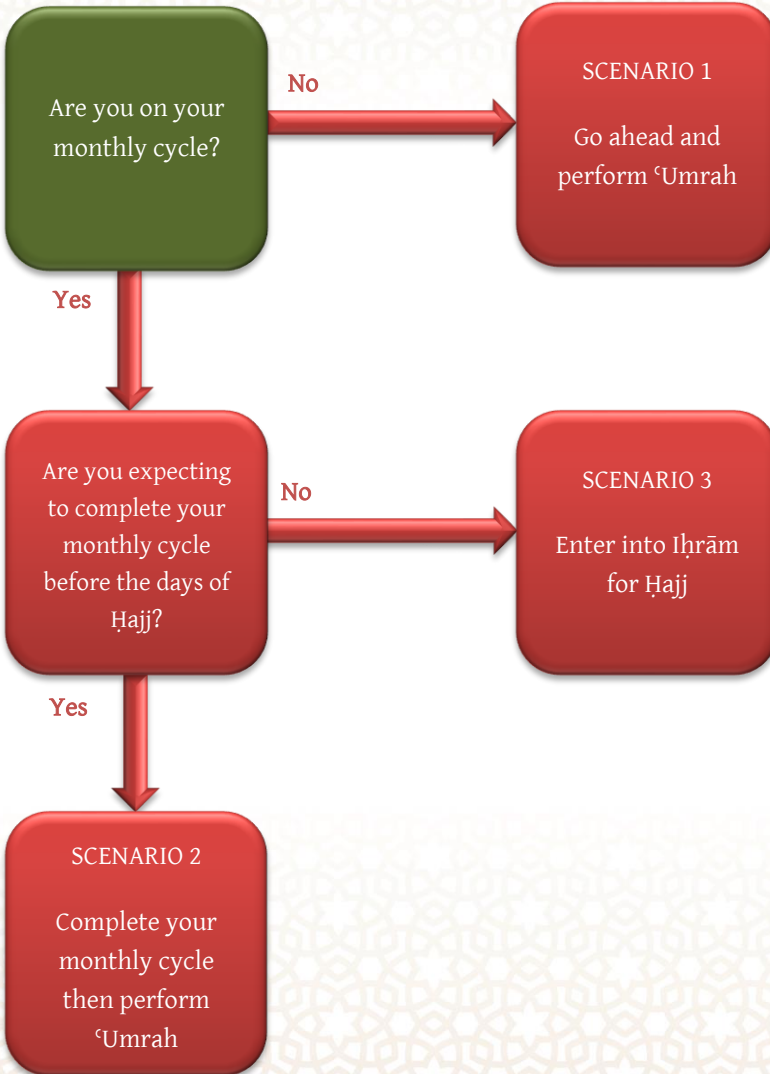 Are you on your
monthly cycle?
No
SCENARIO 1
Go ahead and
perform ʿUmrah
Yes
Are you expecting
to complete your
monthly cycle
before the days of
Ḥajj?
No
SCENARIO 3
Enter into Iḥrām
for Ḥajj
Yes
SCENARIO 2
Complete your
monthly cycle
then perform
ʿUmrah